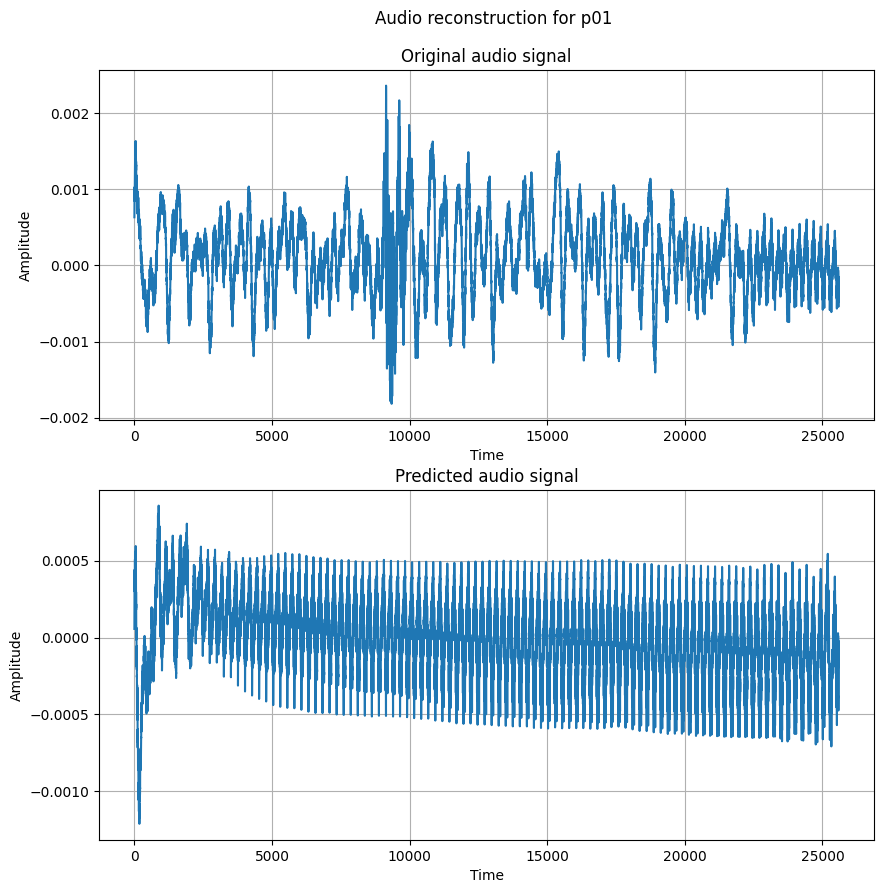 Audio reconstruction for p01
Original audio signal
0.002
0.001
0.000
−0.001
−0.002
Amplitude
0 5000 10000 15000 20000 25000
Time
Predicted audio signal
0.0005
0.0000
−0.0005
−0.0010
Amplitude
0 5000 10000 15000 20000 25000
Time